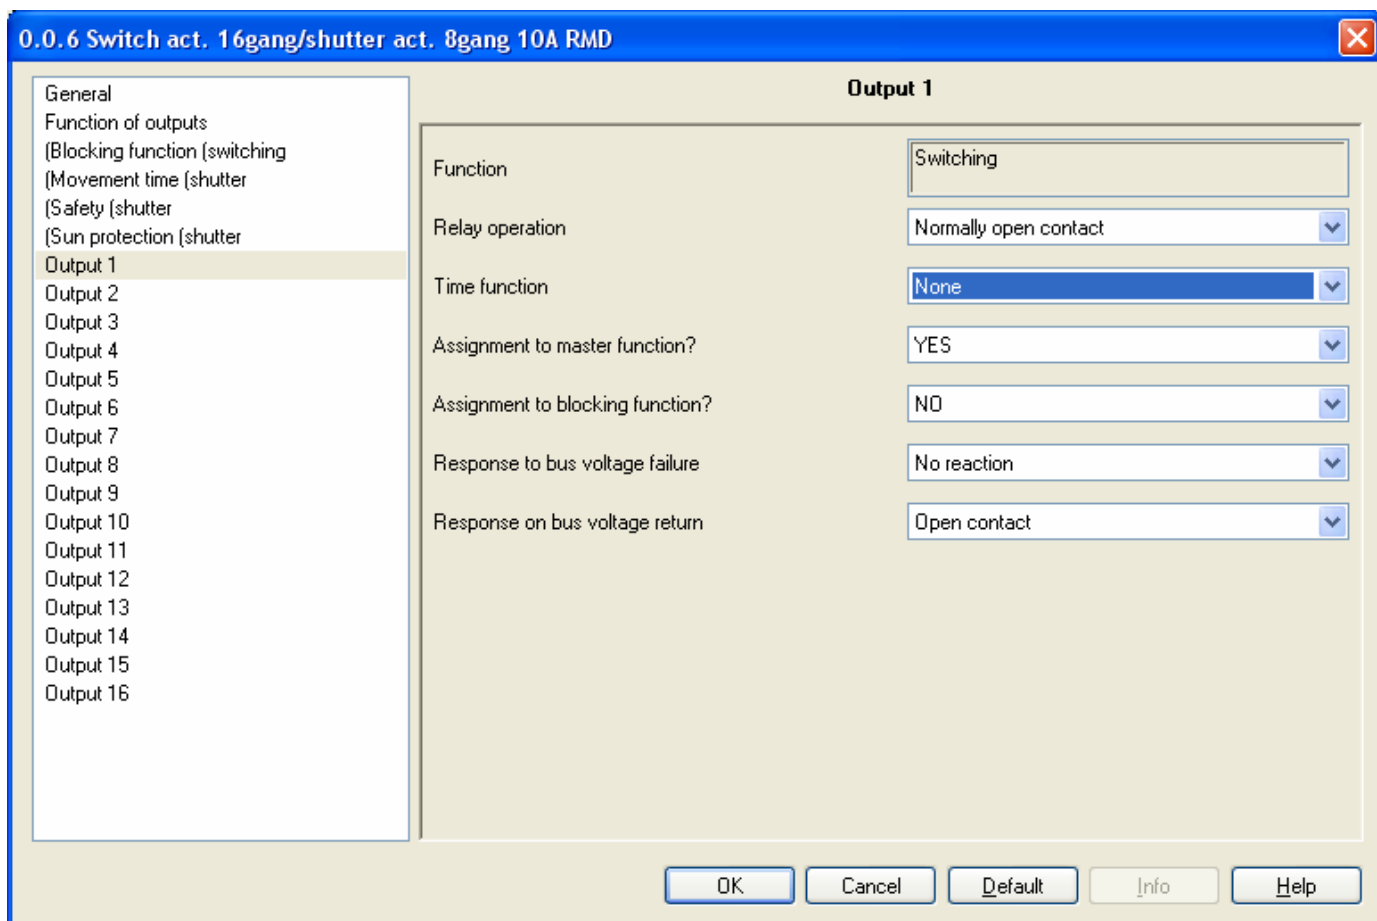 0.0.6 Switch act. 16gang/shutter act. 8gang 10A RMD
General
Function of outputs
(Blocking function (switching
(Movement time (shutter
(Safety (shutter
(Sun protection (shutter
Output 1
Output 2
Output 3
Output 4
Output 5
Output 6
Output 7
Output 8
Output 9
Output 10
Output 11
Output 12
Output 13
Output 14
Output 15
Output 16
Output 1
Function Switching
Relay operation Normally open contact
Time function None
Assignment to master function? YES
Assignment to blocking function? NO
Response to bus voltage failure No reaction
Response on bus voltage return Open contact
OK Cancel Default Info Help